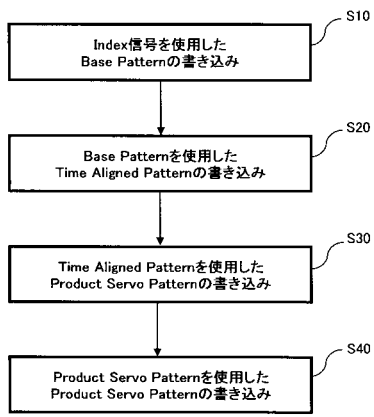 S10
Index信号を使用した
Base Patternの書き込み
S20
Base Patternを使用した
Time Aligned Patternの書き込み
S30
Time Aligned Patternを使用した
Product Servo Patternの書き込み
S40
Product Servo Patternを使用した
Product Servo Patternの書き込み